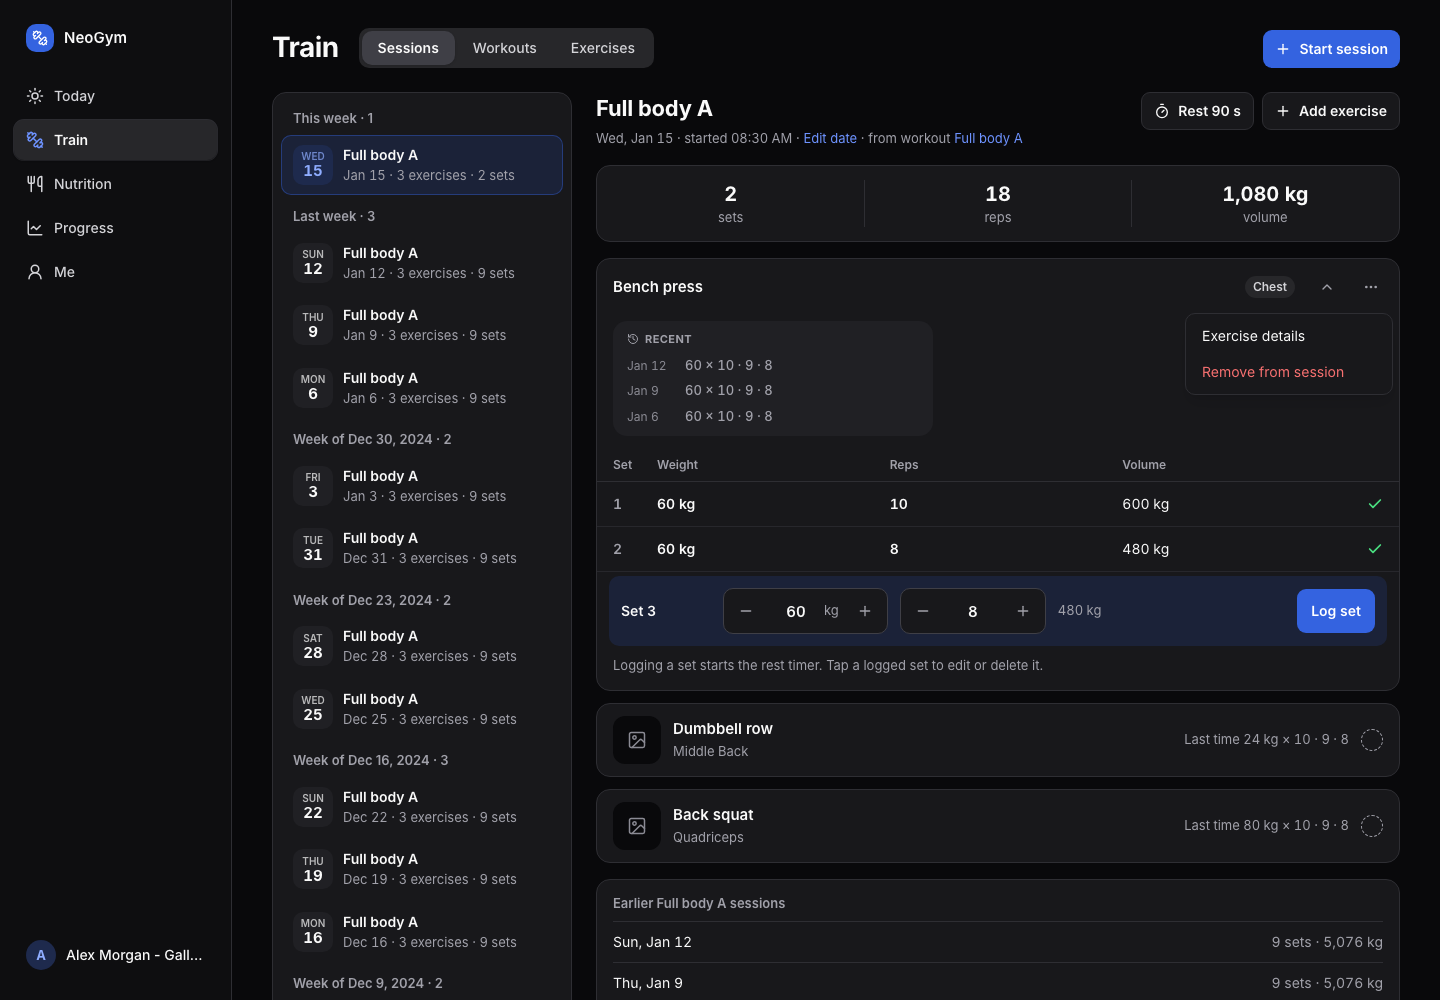 NeoGym
Today
Train
Nutrition
Progress
Me
A
Alex Morgan - Gall...
Train
Sessions
Workouts
Exercises
Start session
This week · 1
WED
15
Full body A
Jan 15 · 3 exercises · 2 sets
Last week · 3
SUN
12
Full body A
Jan 12 · 3 exercises · 9 sets
THU
9
Full body A
Jan 9 · 3 exercises · 9 sets
MON
6
Full body A
Jan 6 · 3 exercises · 9 sets
Week of Dec 30, 2024 · 2
FRI
3
Full body A
Jan 3 · 3 exercises · 9 sets
TUE
31
Full body A
Dec 31 · 3 exercises · 9 sets
Week of Dec 23, 2024 · 2
SAT
28
Full body A
Dec 28 · 3 exercises · 9 sets
WED
25
Full body A
Dec 25 · 3 exercises · 9 sets
Week of Dec 16, 2024 · 3
SUN
22
Full body A
Dec 22 · 3 exercises · 9 sets
THU
19
Full body A
Dec 19 · 3 exercises · 9 sets
MON
16
Full body A
Dec 16 · 3 exercises · 9 sets
Week of Dec 9, 2024 · 2
Full body A
Wed, Jan 15 · started 08:30 AM · Edit date · from workout Full body A
Rest 90 s
Add exercise
2
sets
18
reps
1,080 kg
volume
Bench press
Chest
Exercise details
Remove from session
RECENT
Jan 12 60 × 10 · 9 · 8
Jan 9 60 × 10 · 9 · 8
Jan 6 60 × 10 · 9 · 8
Set Weight Reps Volume
1 60 kg 10 600 kg
2 60 kg 8 480 kg
Set 3 60 kg 8 480 kg Log set
Logging a set starts the rest timer. Tap a logged set to edit or delete it.
Dumbbell row
Middle Back
Last time 24 kg × 10 · 9 · 8
Back squat
Quadriceps
Last time 80 kg × 10 · 9 · 8
Earlier Full body A sessions
Sun, Jan 12 9 sets · 5,076 kg
Thu, Jan 9 9 sets · 5,076 kg